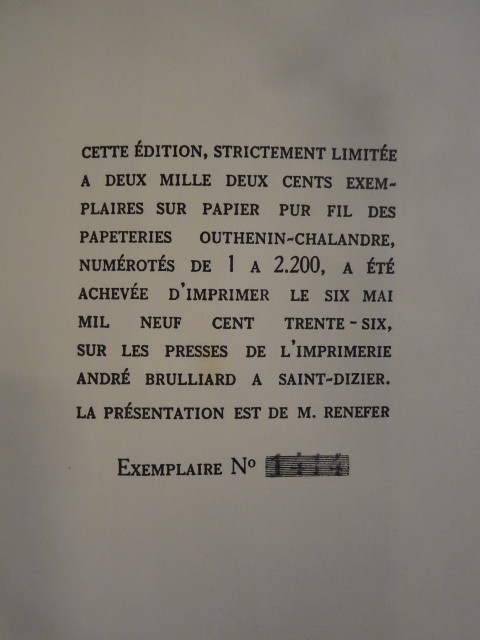 CETTE ÉDITION, STRICTEMENT LIMITÉE
A DEUX MILLE DEUX CENTS EXEM-
PLAIRES SUR PAPIER PUR FIL DES
PAPETERIES OUTHENIN-CHALANDRE,
NUMÉROTÉS DE 1 A 2.200, A ÉTÉ
ACHEVÉE D'IMPRIMER LE SIX MAI
MIL NEUF CENT TRENTE-SIX,
SUR LES PRESSES DE L'IMPRIMERIE
ANDRÉ BRULLIARD A SAINT-DIZIER.
LA PRÉSENTATION EST DE M. RENEFER
EXEMPLAIRE Nº 1414